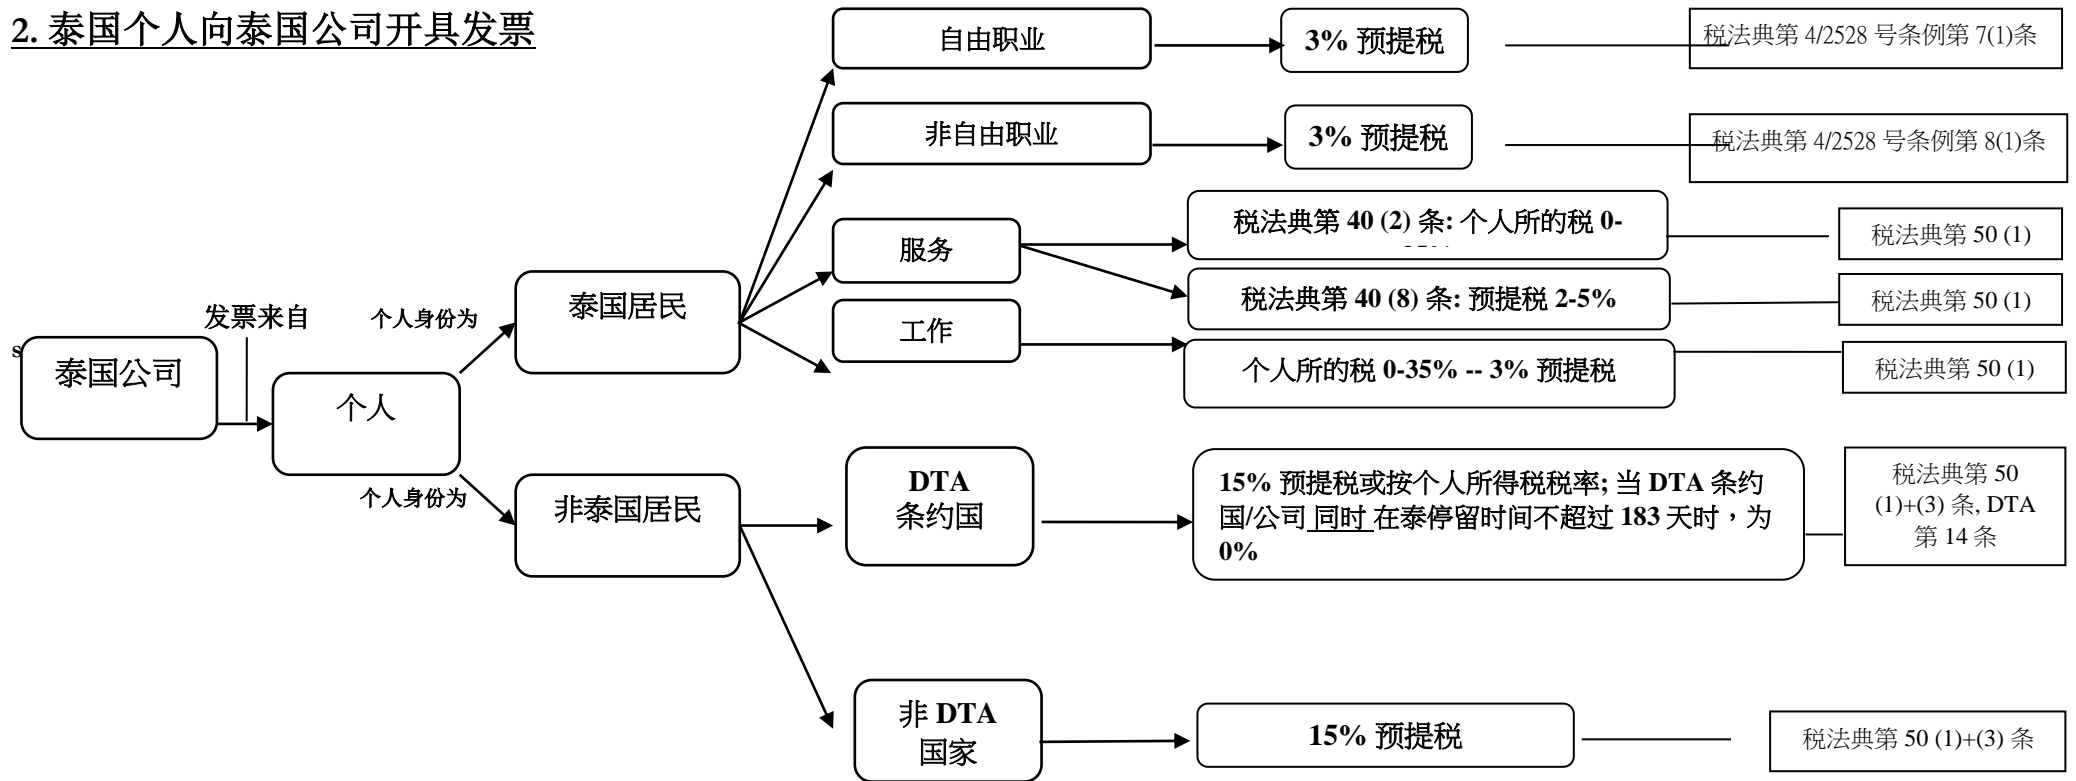 2. 泰国个人向泰国公司开具发票
自由职业
3% 预提税
税法典第 4/2528 号条例第 7(1)条
非自由职业
3% 预提税
税法典第 4/2528 号条例第 8(1)条
服务
税法典第 40 (2) 条: 个人所的税 0-
税法典第 50 (1)
税法典第 40 (8) 条: 预提税 2-5%
税法典第 50 (1)
工作
个人所的税 0-35% -- 3% 预提税
税法典第 50 (1)
泰国居民
发票来自
个人身份为
s
泰国公司
个人
个人身份为
非泰国居民
DTA
条约国
15% 预提税或按个人所得税税率; 当 DTA 条约
国/公司 同时 在泰停留时间不超过 183 天时，为
0%
税法典第 50
(1)+(3) 条, DTA
第 14 条
非 DTA
国家
15% 预提税
税法典第 50 (1)+(3) 条